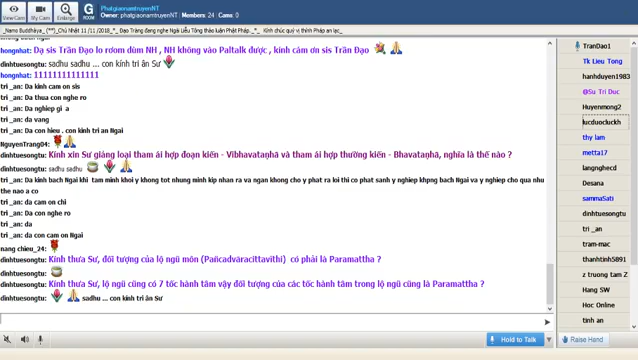 View Cam
My Cam
Enlarge
G
ROOM
PhatgiaonamtruyenNT
Owner: phatgiaonamtruyenNT Members: 24 Cams: 0
_Namo Buddhàya_ (**)_Chủ Nhật 11/ 11 /2018_* _Đạo Tràng đang nghe Ngài Liễu Tông thảo luận Phật Pháp._*_ Kính chúc quý vị thính Pháp an lạc_
hongnhat: Dạ sis Trần Đạo lo rơom dùm NH , NH không vào Paltalk được , kính cám ơn sis Trần Đạo
dinhtuesongtu: sadhu sadhu ... con kính tri ân Sư
hongnhat: 1111111111111
tri _an: Da kinh cam on sis
tri _an: Da thua con nghe ro
tri _an: Da nghiep gi a
tri _an: da vang
tri _an: Da con hieu . con kinh tri an Ngai
NguyenTrang04:
dinhtuesongtu: Kính xin Sư giảng loại tham ái hợp đoạn kiến - Vibhavataṇhā và tham ái hợp thường kiến - Bhavataṇhā, nghĩa là thế nào ?
dinhtuesongtu: sadhu sadhu
tri _an: Da kinh bach Ngai khi tam minh khoi y khong tot nhung minh kip nhan ra va ngan khong cho y phat ra loi thi co phat sanh y nghiep khpng bach Ngai va y nghiep cho qua nhu the nao a co
tri _an: da cam on chi
tri _an: Da con nghe ro
tri _an: da
tri _an: da con cam on Ngai
nang chieu_24:
dinhtuesongtu: Kính thưa Sư, đối tượng của lộ ngũ môn (Pañcadvāracittavīthi) có phải là Paramattha ?
dinhtuesongtu:
dinhtuesongtu: Kính thưa Sư, lộ ngũ cũng có 7 tốc hành tâm vậy đối tượng của các tốc hành tâm trong lộ ngũ cũng là Paramattha ?
dinhtuesongtu: sadhu ... con kính tri ân Sư
TranDao1
Tk Lieu Tong
hanhduyen1983
@Su Tri Duc
Huyenmong2
lucduocluckh
thy lam
metta17
langnghecd
Desana
sammaSati
dinhtuesongtu
tri _an
tram-mac
thanhtinh5891
z truong tam Z
Hang SW
Hoc Online
tinh an
Hold to Talk
Raise Hand